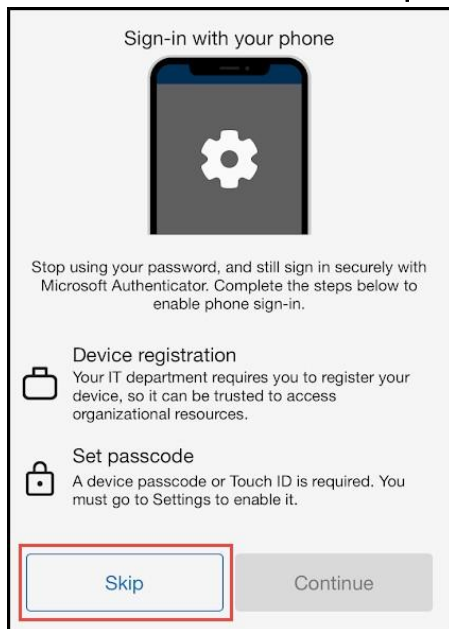 Sign-in with your phone
Stop using your password, and still sign in securely with
Microsoft Authenticator. Complete the steps below to
enable phone sign-in.
Device registration
Your IT department requires you to register your
device, so it can be trusted to access
organizational resources.
Set passcode
A device passcode or Touch ID is required. You
must go to Settings to enable it.
Skip
Continue